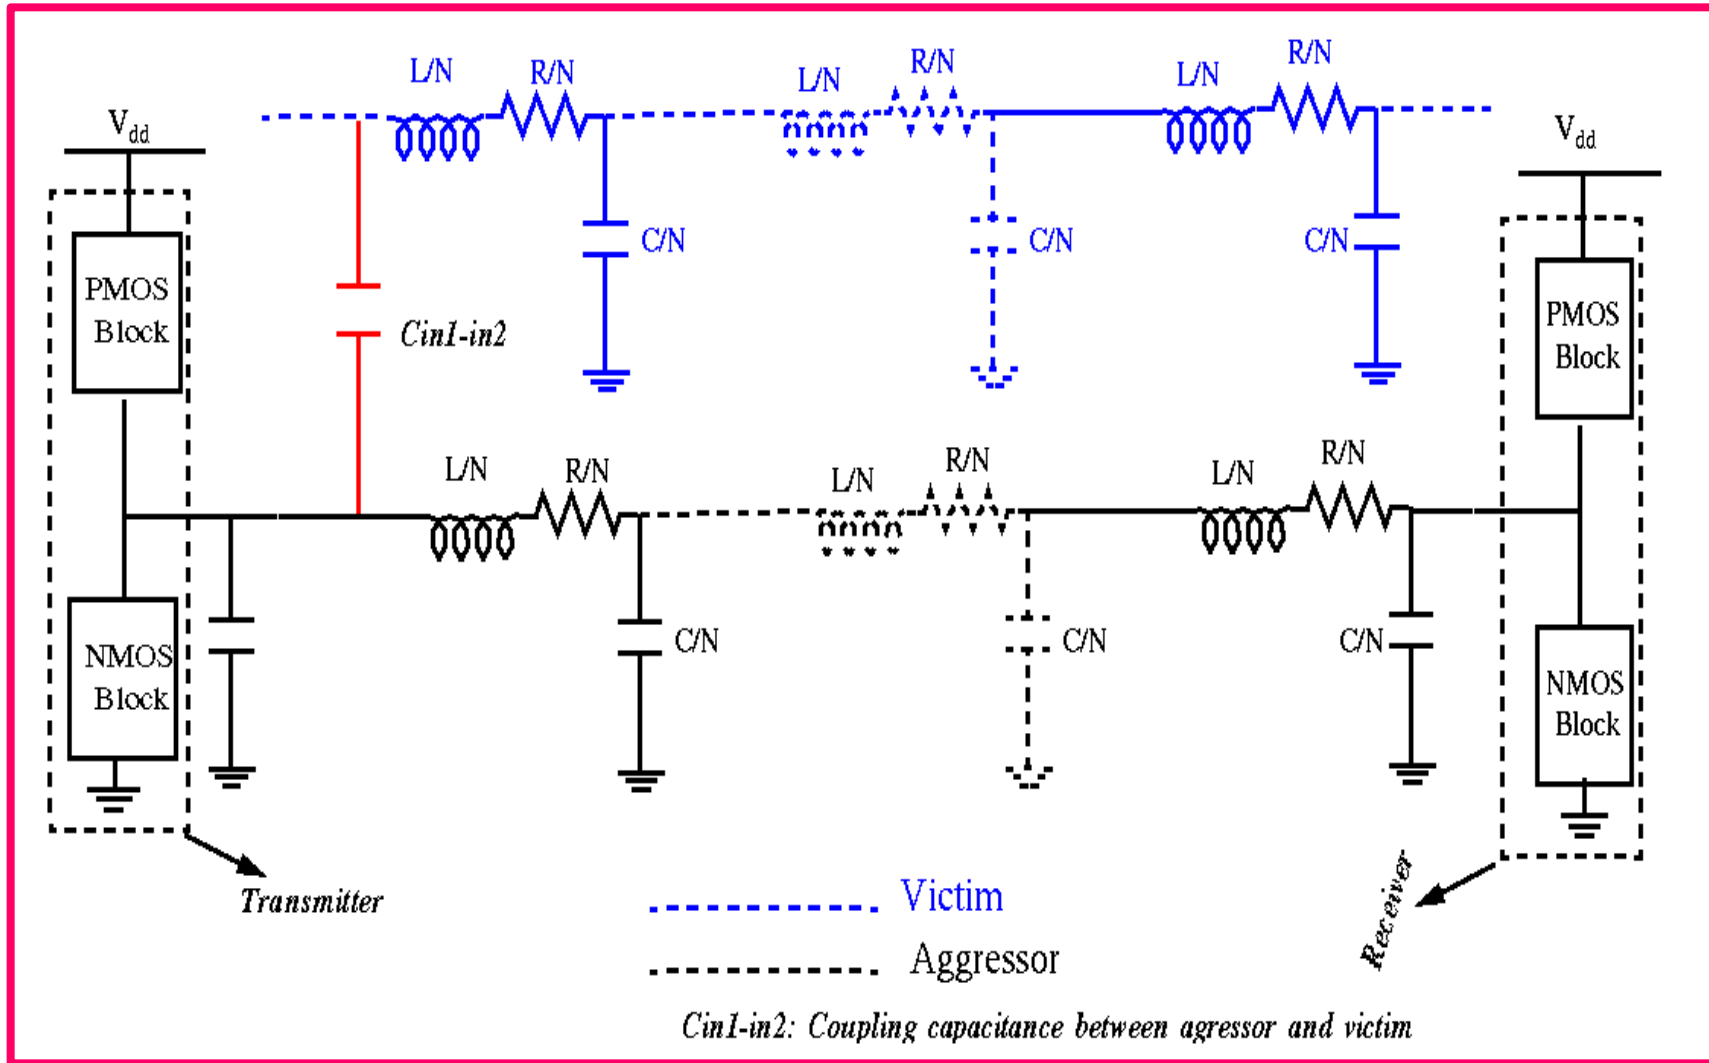 L/N
R/N
L/N
R/N
L/N
R/N
Vdd
Vdd
C/N
C/N
C/N
PMOS
Block
Cin1-in2
PMOS
Block
L/N
R/N
L/N
R/N
L/N
R/N
NMOS
Block
C/N
C/N
C/N
NMOS
Block
Transmitter
Receiver
Victim
Aggressor
Cin1-in2: Coupling capacitance between agressor and victim